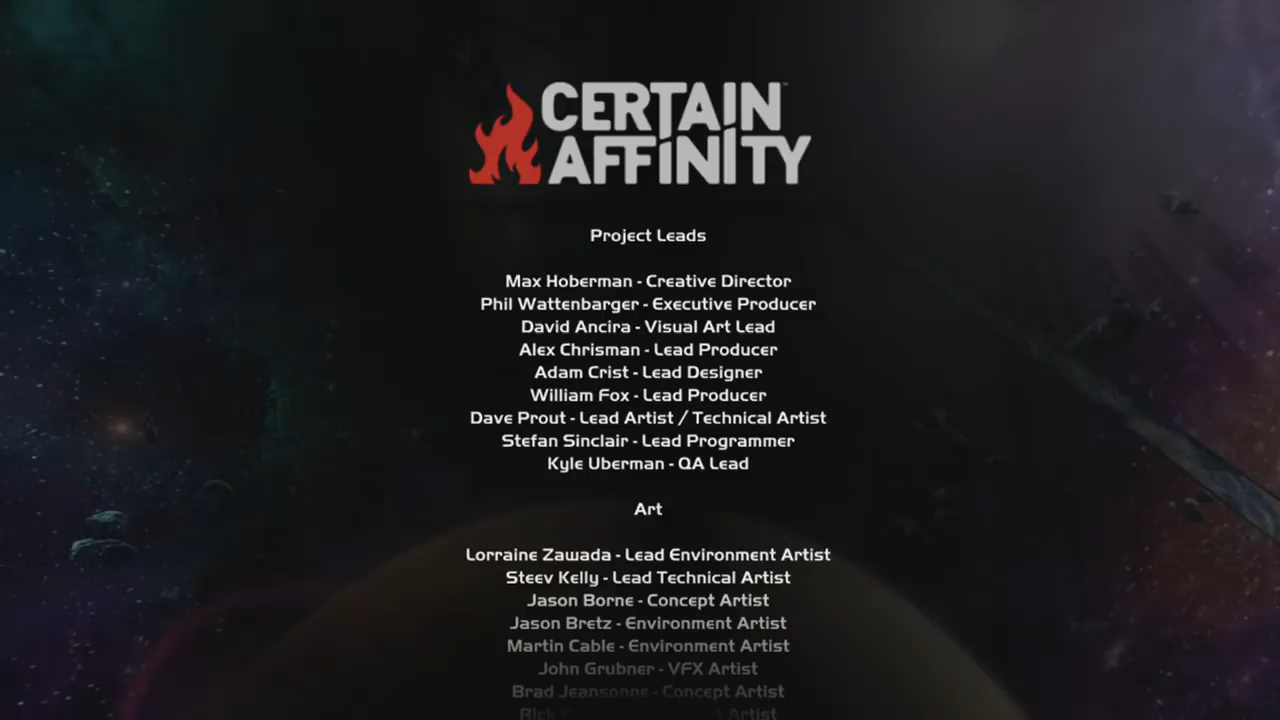 CERTAIN
AFFINITY
Project Leads
Max Hoberman - Creative Director
Phil Wattenbarger - Executive Producer
David Ancira - Visual Art Lead
Alex Chrisman - Lead Producer
Adam Crist - Lead Designer
William Fox - Lead Producer
Dave Prout - Lead Artist / Technical Artist
Stefan Sinclair - Lead Programmer
Kyle Uberman - QA Lead
Art
Lorraine Zawada - Lead Environment Artist
Steev Kelly - Lead Technical Artist
Jason Borne - Concept Artist
Jason Bretz - Environment Artist
Martin Cable - Environment Artist
John Grubner - VFX Artist
Brad Jeansonne - Concept Artist
Rick Artist